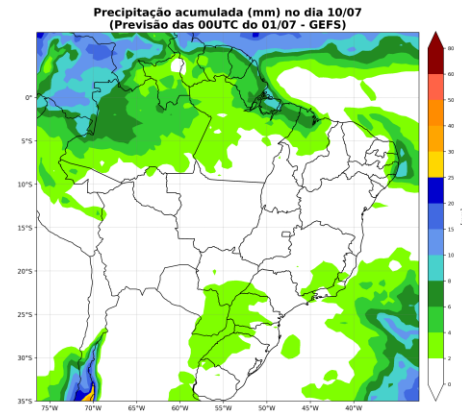 Precipitação acumulada (mm) no dia 10/07
(Previsão das 00UTC do 01/07 - GEFS)
80
70
60
50
40
30
25
20
15
10
8
6
4
2
0
0°
5°S
10°S
15°S
20°S
25°S
30°S
35°S
75°W
70°W
65°W
60°W
55°W
50°W
45°W
40°W